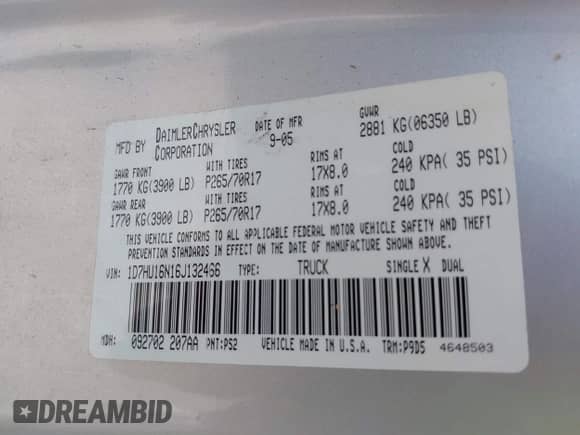 MFD BY DAIMLERCHRYSLER CORPORATION DATE OF MFR 9-05 GVWR 2881 KG(06350 LB)
GAWR FRONT WITH TIRES RIMS AT COLD
1770 KG(3900 LB) P265/70R17 17X8.0 240 KPA( 35 PSI)
GAWR REAR WITH TIRES RIMS AT COLD
1770 KG(3900 LB) P265/70R17 17X8.0 240 KPA( 35 PSI)
THIS VEHICLE CONFORMS TO ALL APPLICABLE FEDERAL MOTOR VEHICLE SAFETY AND THEFT
PREVENTION STANDARDS IN EFFECT ON THE DATE OF MANUFACTURE SHOWN ABOVE.
VIN: 1D7HU18N16J132466 TYPE: TRUCK SINGLE X DUAL
MDH: 092702 207AA PNT:PS2 VEHICLE MADE IN U.S.A. TRM:P9D5 4648503
DREAMBID